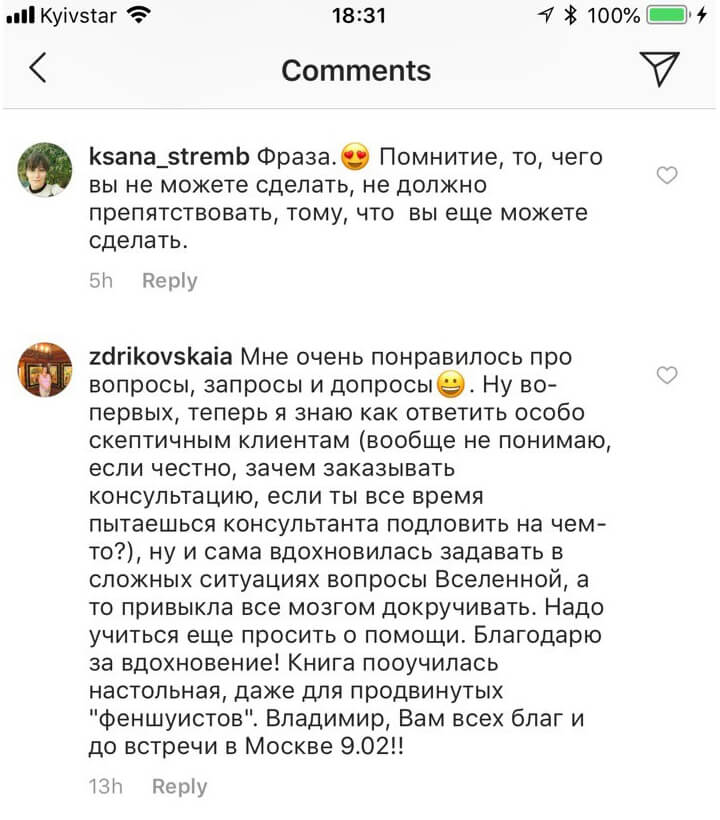 Kyivstar 18:31 100%
Comments
ksana_stremb Фраза.😍 Помнитие, то, чего
вы не можете сделать, не должно
препятствовать, тому, что вы еще можете
сделать.
5h Reply
zdrikovskaia Мне очень понравилось про
вопросы, запросы и допросы😀. Ну во-
первых, теперь я знаю как ответить особо
скептичным клиентам (вообще не понимаю,
если честно, зачем заказывать
консультацию, если ты все время
пытаешься консультанта подловить на чем-
то?), ну и сама вдохновилась задавать в
сложных ситуациях вопросы Вселенной, а
то привыкла все мозгом докручивать. Надо
учиться еще просить о помощи. Благодарю
за вдохновение! Книга пооучилась
настольная, даже для продвинутых
"феншуистов". Владимир, Вам всех благ и
до встречи в Москве 9.02!!
13h Reply